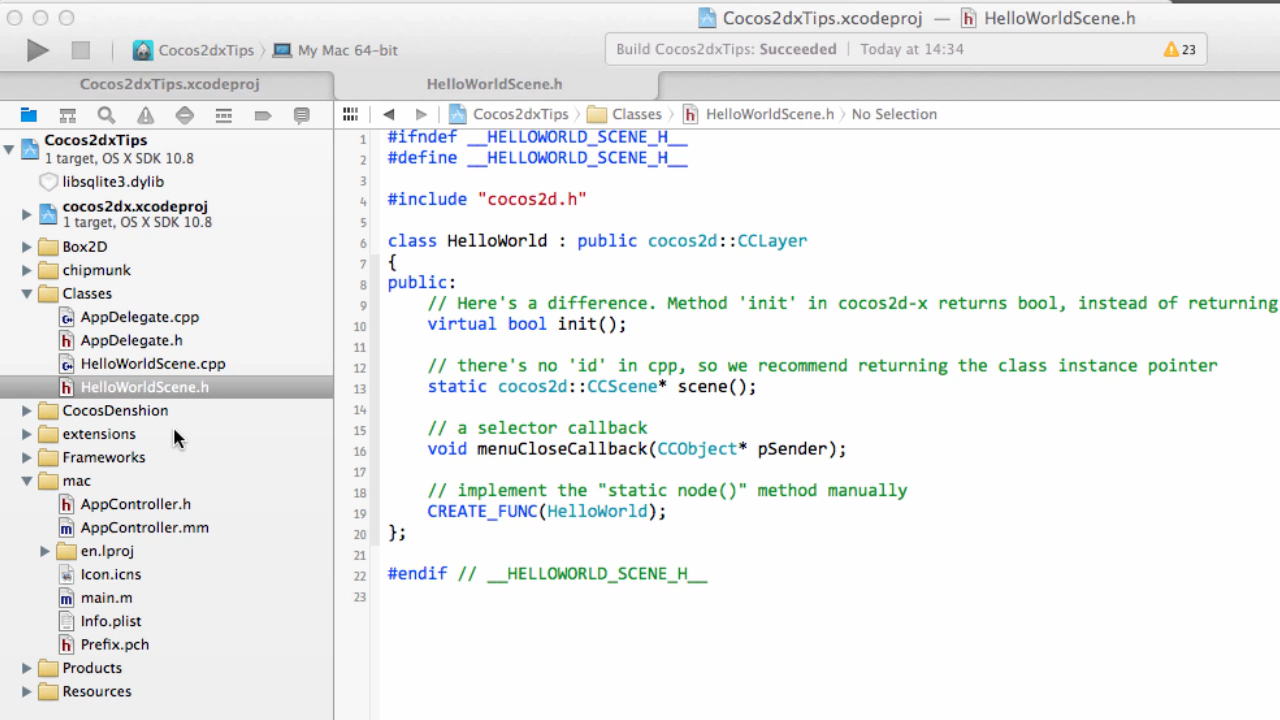 Cocos2dxTips.xcodeproj — HelloWorldScene.h
Cocos2dxTips My Mac 64-bit
Build Cocos2dxTips: Succeeded | Today at 14:34
23
Cocos2dxTips.xcodeproj
HelloWorldScene.h
Cocos2dxTips Classes HelloWorldScene.h No Selection
Cocos2dxTips
1 target, OS X SDK 10.8
libsqlite3.dylib
cocos2dx.xcodeproj
1 target, OS X SDK 10.8
Box2D
chipmunk
Classes
AppDelegate.cpp
AppDelegate.h
HelloWorldScene.cpp
HelloWorldScene.h
CocosDenshion
extensions
Frameworks
mac
AppController.h
AppController.mm
en.lproj
Icon.icns
main.m
Info.plist
Prefix.pch
Products
Resources
1 #ifndef __HELLOWORLD_SCENE_H__
2 #define __HELLOWORLD_SCENE_H__
3
4 #include "cocos2d.h"
5
6 class HelloWorld : public cocos2d::CCLayer
7 {
8 public:
9 // Here's a difference. Method 'init' in cocos2d-x returns bool, instead of returning
10 virtual bool init();
11
12 // there's no 'id' in cpp, so we recommend returning the class instance pointer
13 static cocos2d::CCScene* scene();
14
15 // a selector callback
16 void menuCloseCallback(CCObject* pSender);
17
18 // implement the "static node()" method manually
19 CREATE_FUNC(HelloWorld);
20 };
21
22 #endif // __HELLOWORLD_SCENE_H__
23